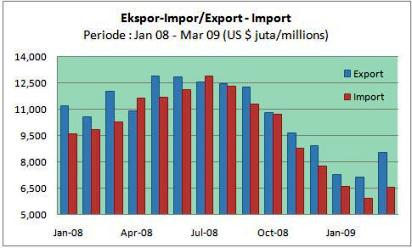 Ekspor-Impor/Export - Import
Periode : Jan 08 - Mar 09 (US $ juta/millions)
14,000
12,500
11,000
9,500
8,000
6,500
5,000
Export
Import
Jan-08 Apr-08 Jul-08 Oct-08 Jan-09